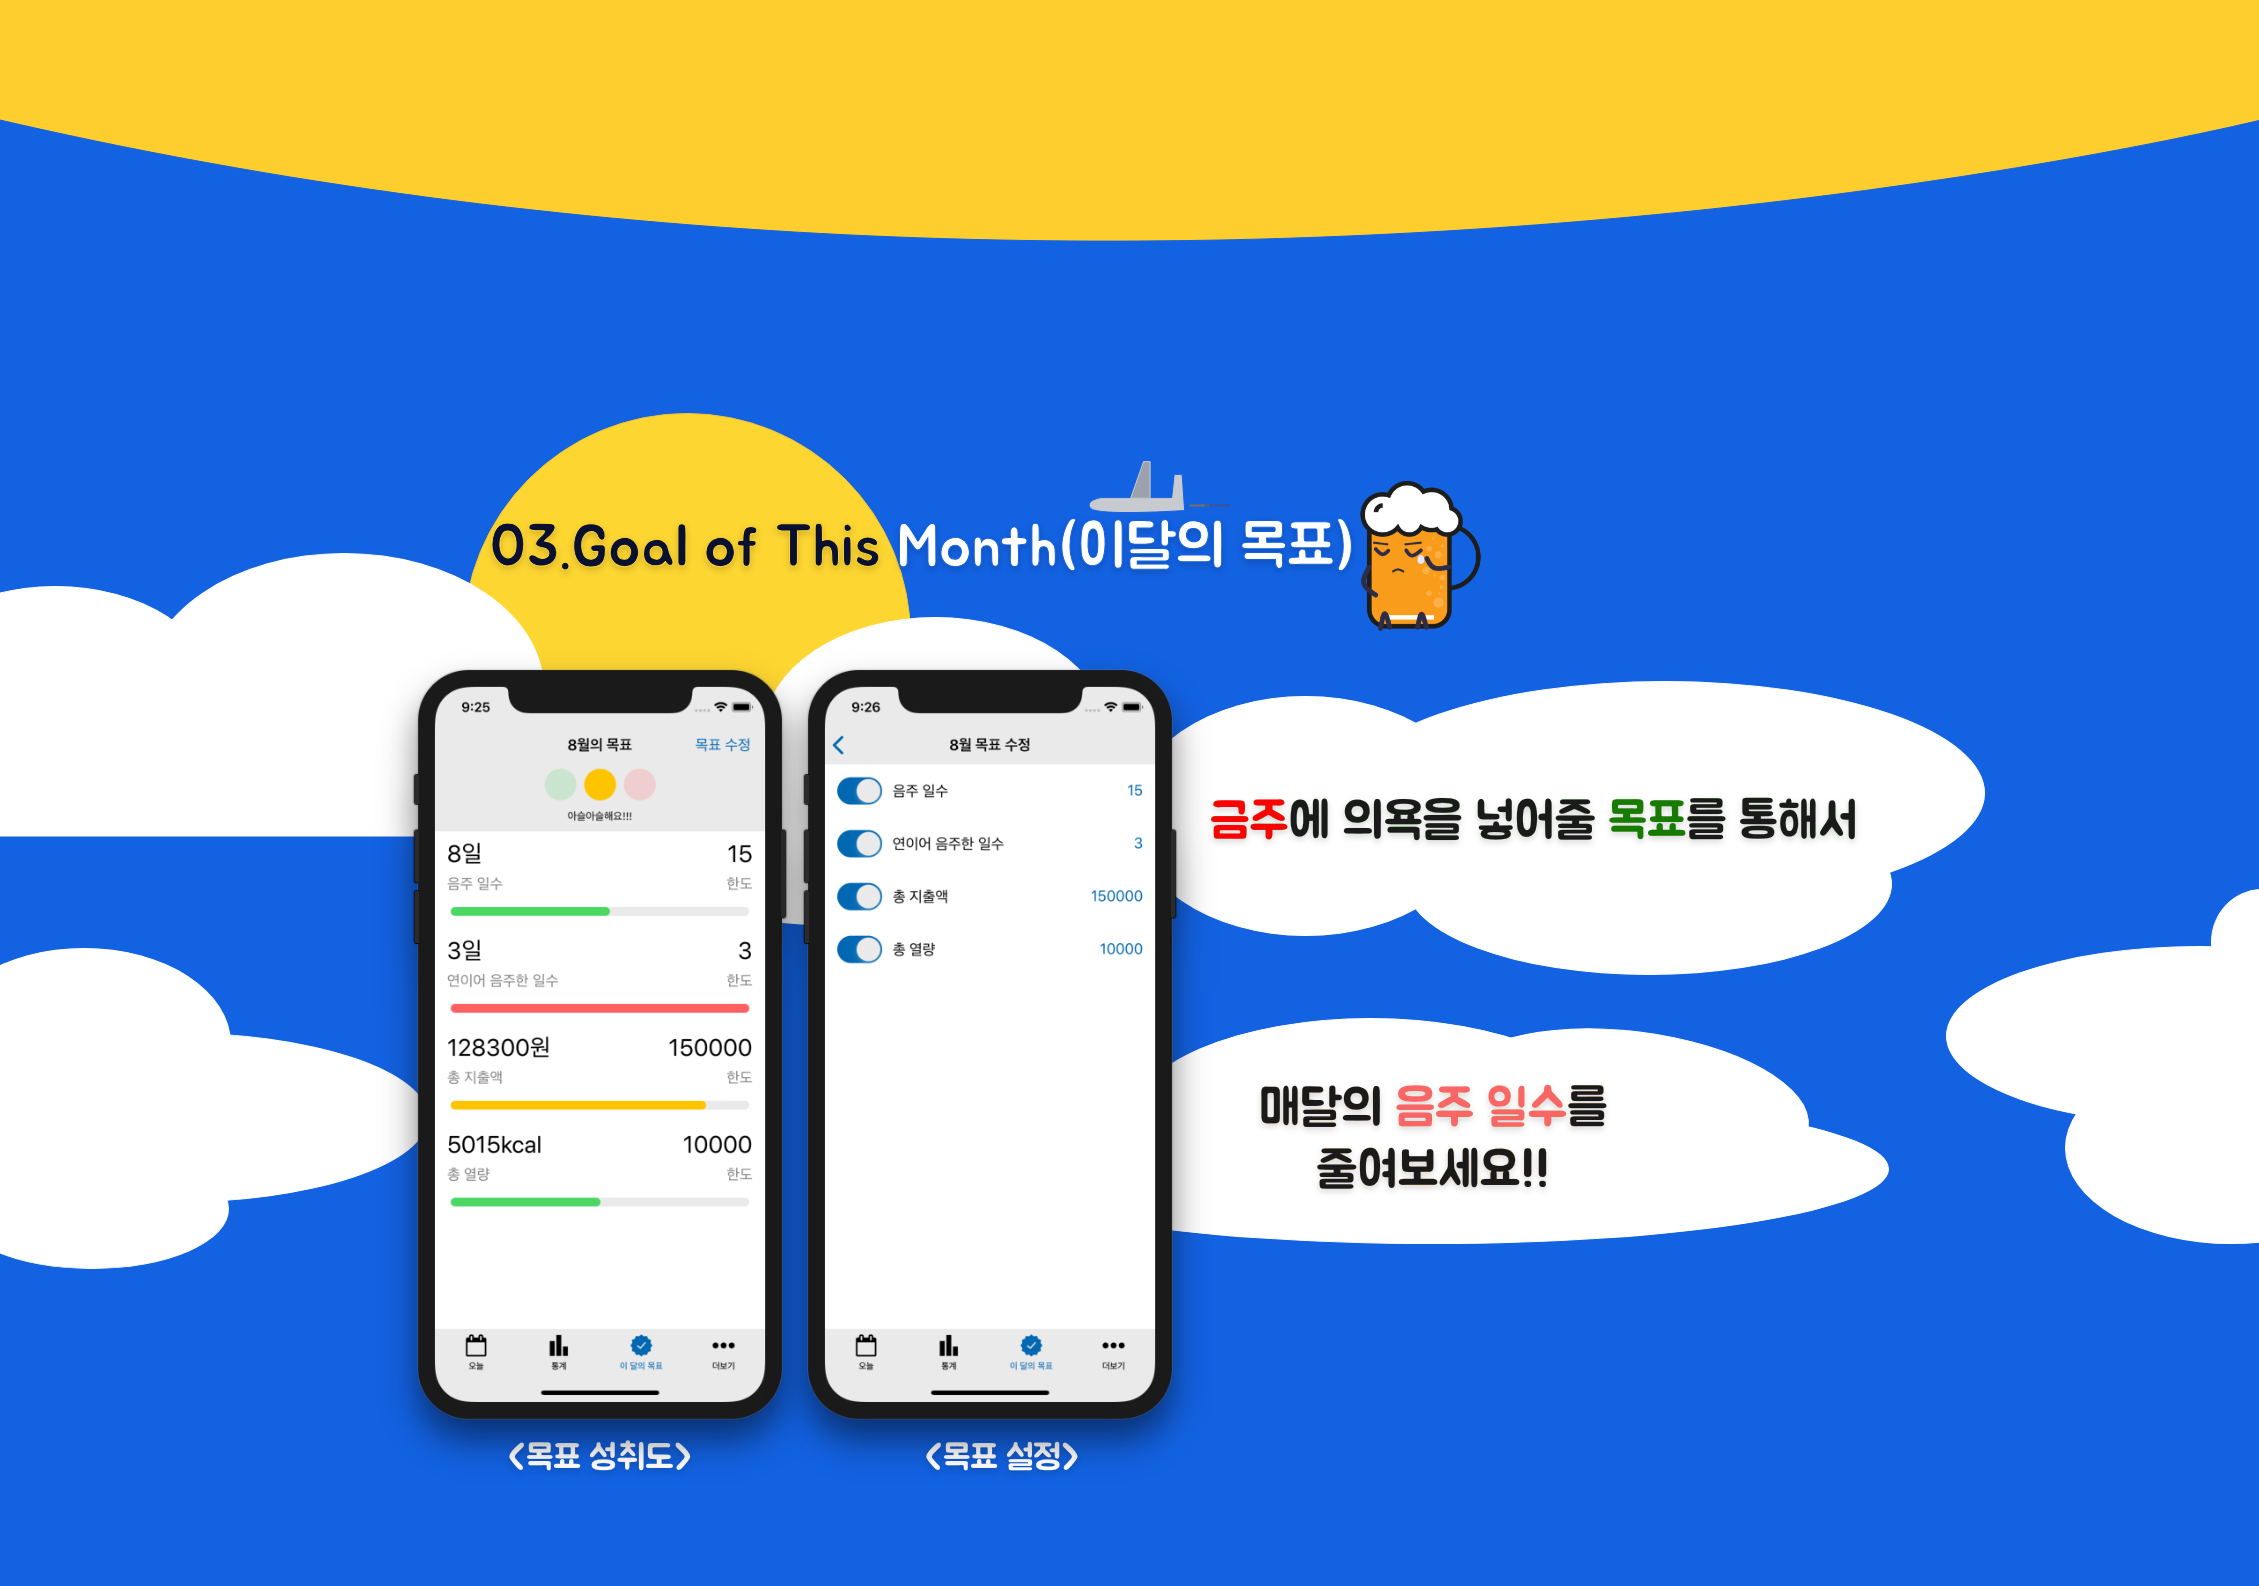 03.Goal of This Month(이달의 목표)
9:25
8월의 목표
목표 수정
아슬아슬해요!!!
8일
15
음주 일수
한도
3일
3
연이어 음주한 일수
한도
128300원
150000
총 지출액
한도
5015kcal
10000
총 열량
한도
오늘
통계
이 달의 목표
더보기
<목표 성취도>
9:26
8월 목표 수정
음주 일수
15
연이어 음주한 일수
3
총 지출액
150000
총 열량
10000
오늘
통계
이 달의 목표
더보기
<목표 설정>
금주에 의욕을 넣어줄 목표를 통해서
매달의 음주 일수를
줄여보세요!!